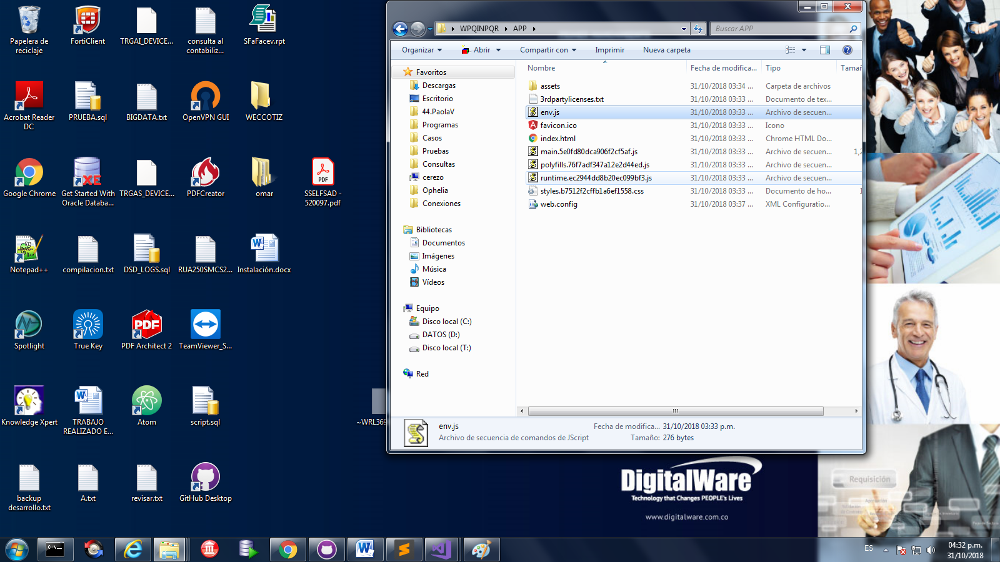 Papelera de
reciclaje
FortiClient
TRGAI_DEVICE...
consulta al
contabiliz...
SFaFacev.rpt
Acrobat Reader
DC
PRUEBA.sql
BIGDATA.txt
OpenVPN GUI
WECCOTIZ
Google Chrome
Get Started With
Oracle Databa...
TRGAS_DEVICE...
PDFCreator
omar
SSELFSAD -
520097.pdf
Notepad++
compilacion.txt
DSD_LOGS.sql
RUA250SMCS2...
Instalación.docx
Spotlight
True Key
PDF Architect 2
TeamViewer_S...
Knowledge Xpert
TRABAJO
REALIZADO E...
Atom
script.sql
~WRL369
backup
desarrollo.txt
A.txt
revisar.txt
GitHub Desktop
WPQINPQR
APP
Buscar APP
Organizar
Abrir
Compartir con
Imprimir
Nueva carpeta
Favoritos
Descargas
Escritorio
44.PaolaV
Programas
Casos
Pruebas
Consultas
cerezo
Ophelia
Conexiones
Bibliotecas
Documentos
Imágenes
Música
Vídeos
Equipo
Disco local (C:)
DATOS (D:)
Disco local (T:)
Red
Nombre Fecha de modifica... Tipo Tamañ
assets 31/10/2018 03:34 ... Carpeta de archivos
3rdpartylicenses.txt 31/10/2018 03:33 ... Documento de tex...
env.js 31/10/2018 03:33 ... Archivo de secuen...
favicon.ico 31/10/2018 03:33 ... Icono
index.html 31/10/2018 03:33 ... Chrome HTML Do...
main.5e0fd80dca906f2cf5af.js 31/10/2018 03:33 ... Archivo de secuen... 1,2
polyfills.76f7adf347a12e2d44ed.js 31/10/2018 03:33 ... Archivo de secuen...
runtime.ec2944dd8b20ec099bf3.js 31/10/2018 03:33 ... Archivo de secuen...
styles.b7512f2cffb1a6ef1558.css 31/10/2018 03:33 ... Documento de ho... 1
web.config 31/10/2018 03:37 ... XML Configuratio...
env.js Fecha de modifica... 31/10/2018 03:33 p.m.
Archivo de secuencia de comandos de JScript Tamaño: 276 bytes
DigitalWare
Technology that Changes PEOPLE's Lives
www.digitalware.com.co
Requisición
ES
04:32 p.m.
31/10/2018